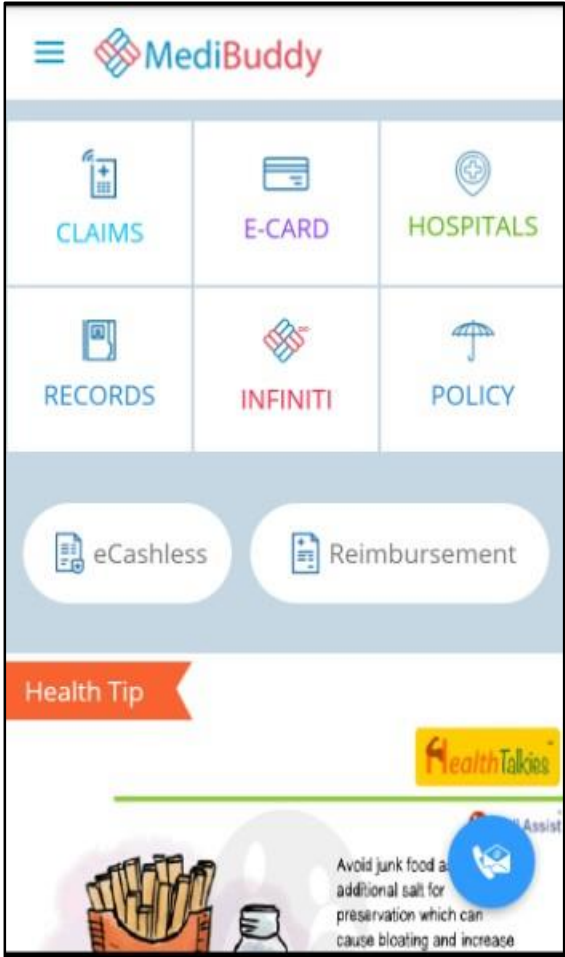 MediBuddy
CLAIMS
E-CARD
HOSPITALS
RECORDS
INFINITI
POLICY
eCashless
Reimbursement
Health Tip
HealthTalkies
Assist
Avoid junk food
additional salt for
preservation which can
cause bloating and increase